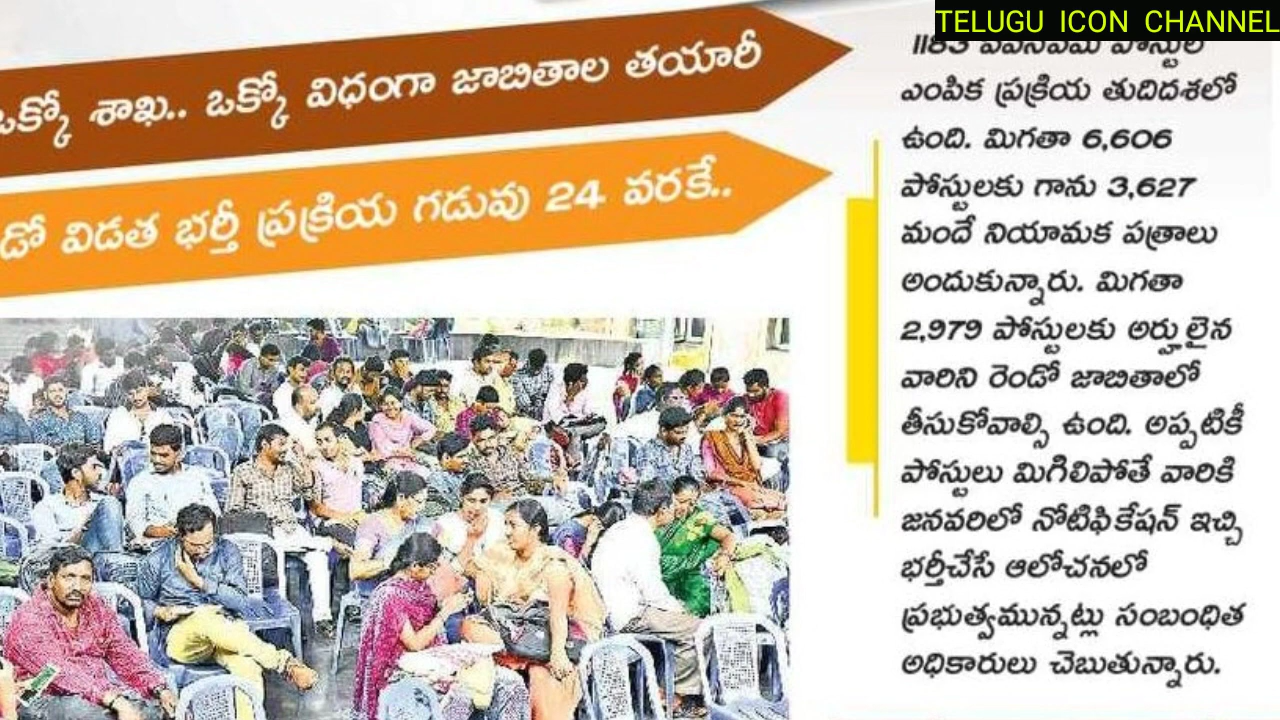 TELUGU ICON CHANNEL
ఒక్కో శాఖ.. ఒక్కో విధంగా జాబితాల తయారీ
విడత భర్తీ ప్రక్రియ గడువు 24 వరకే..
పోస్టుల
ఎంపిక ప్రక్రియ తుదిదశలో
ఉంది. మిగతా 6,606
పోస్టులకు గాను 3,627
మందే నియామక పత్రాలు
అందుకున్నారు. మిగతా
2,979 పోస్టులకు అర్హులైన
వారిని రెండో జాబితాలో
తీసుకోవాల్సి ఉంది. అప్పటికీ
పోస్టులు మిగిలిపోతే వారికి
జనవరిలో నోటిఫికేషన్ ఇచ్చి
భర్తీచేసే ఆలోచనలో
ప్రభుత్వమున్నట్లు సంబంధిత
అధికారులు చెబుతున్నారు.